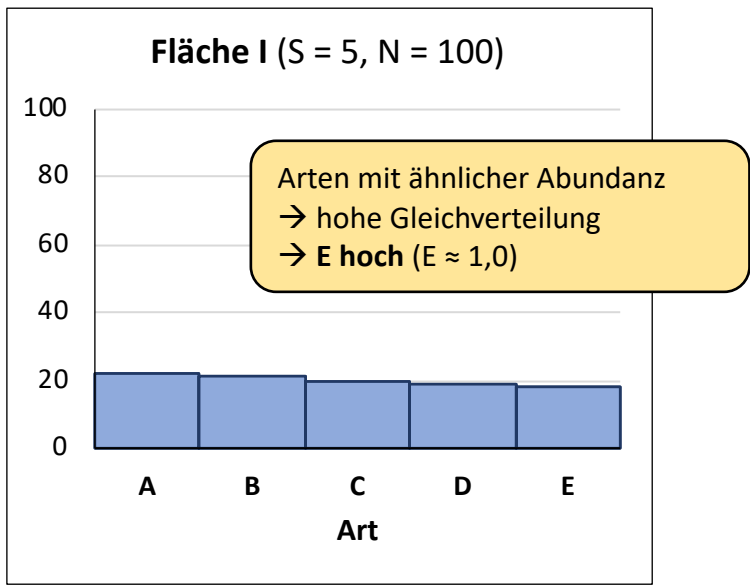 Fläche I (S = 5, N = 100)
100
80
60
40
20
0
Arten mit ähnlicher Abundanz
→ hohe Gleichverteilung
→ E hoch (E ≈ 1,0)
A B C D E
Art